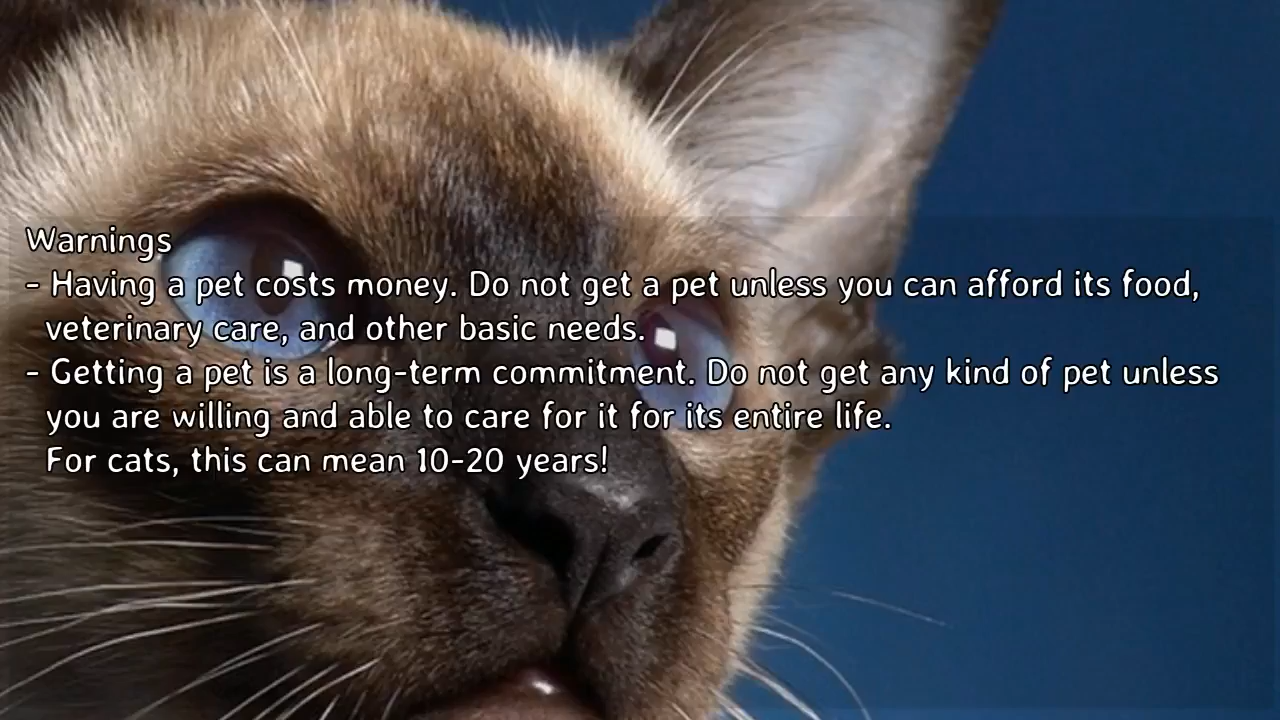 Warnings
- Having a pet costs money. Do not get a pet unless you can afford its food,
veterinary care, and other basic needs.
- Getting a pet is a long-term commitment. Do not get any kind of pet unless
you are willing and able to care for it for its entire life.
For cats, this can mean 10-20 years!